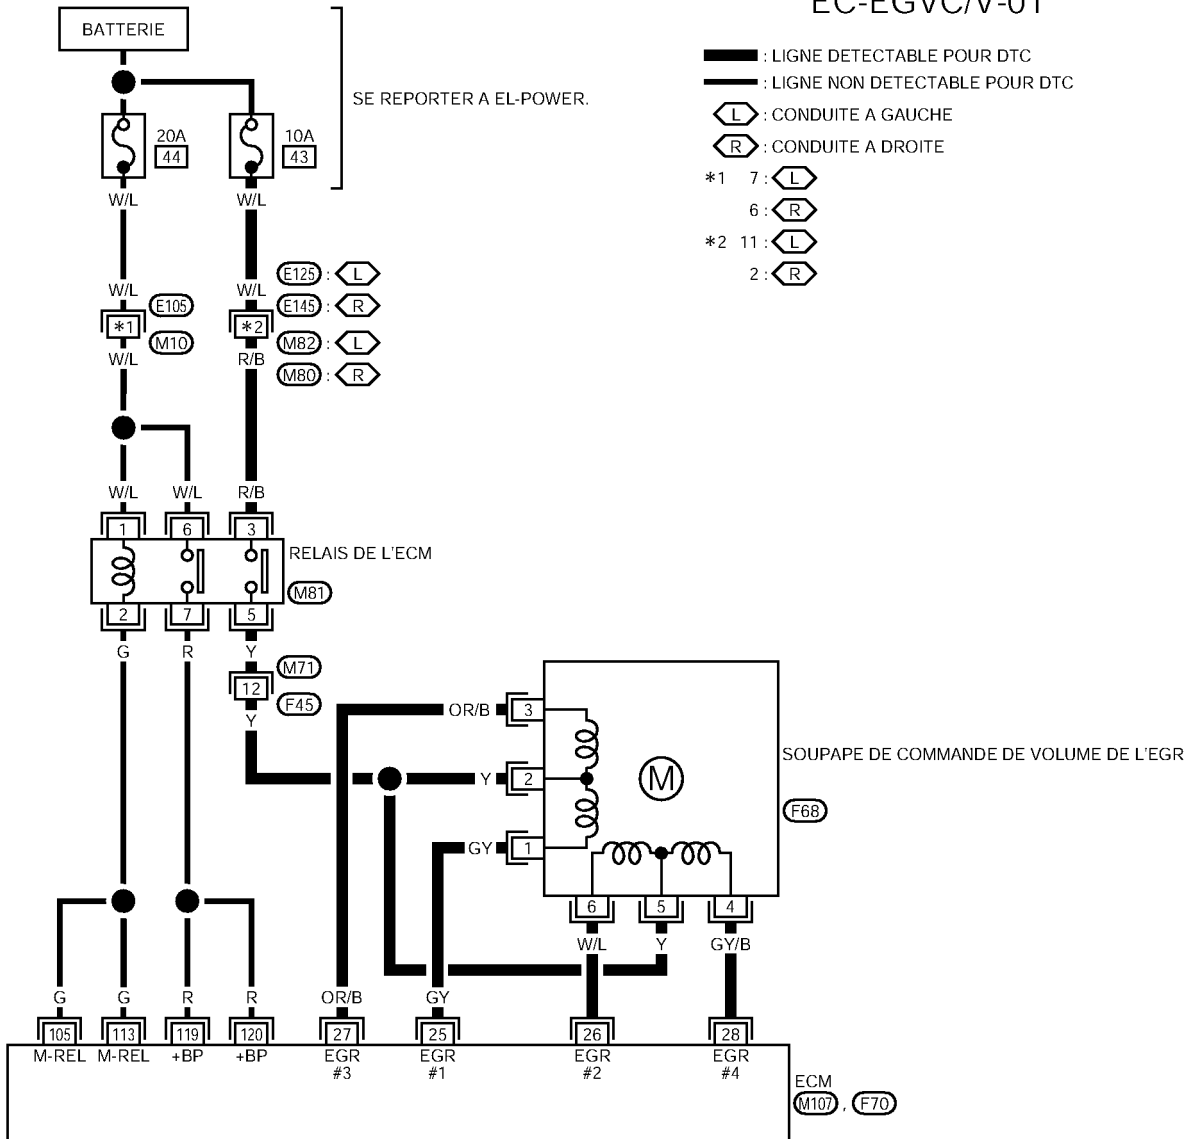 EC-EGVC/V-01
BATTERIE
: LIGNE DETECTABLE POUR DTC
: LIGNE NON DETECTABLE POUR DTC
SE REPORTER A EL-POWER.
L : CONDUITE A GAUCHE
R : CONDUITE A DROITE
20A
44
10A
43
*1 7 : L
6 : R
*2 11 : L
2 : R
W/L W/L
E125 : L
W/L W/L
E105
E145 : R
*1 *2
M10
M82 : L
W/L R/B
M80 : R
W/L W/L R/B
1 6 3
RELAIS DE L'ECM
M81
2 7 5
G R Y
M71
12
F45
Y
OR/B 3
SOUPAPE DE COMMANDE DE VOLUME DE L'EGR
Y 2
M
F68
GY 1
6 5 4
W/L Y GY/B
G G R R OR/B GY
105 113 119 120 27 25 26 28
M-REL M-REL +BP +BP EGR EGR EGR EGR
#3 #1 #2 #4
ECM
M107 , F70